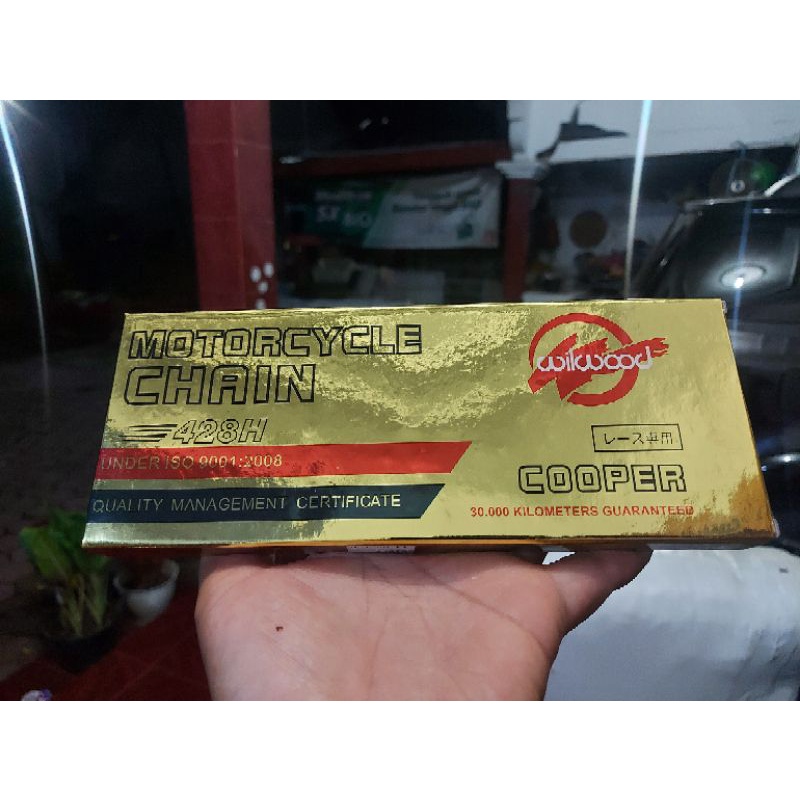 MOTORCYCLE
CHAIN
428H
UNDER ISO 9001:2008
QUALITY MANAGEMENT CERTIFICATE
wilwood
レース車用
COOPER
30.000 KILOMETERS GUARANTEED